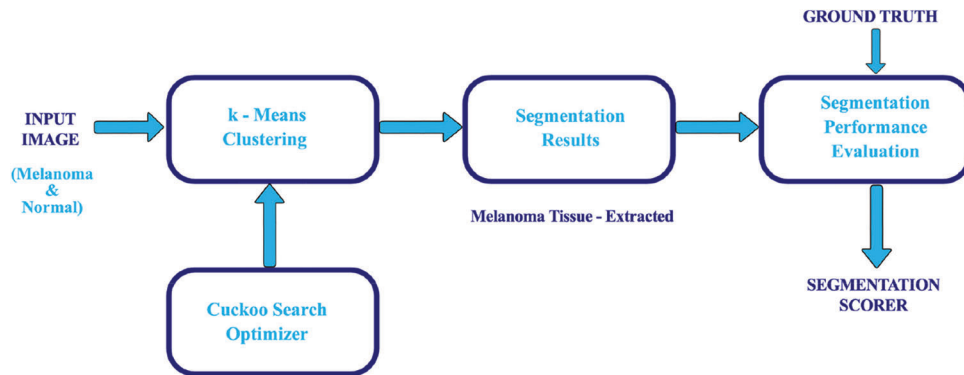 INPUT
IMAGE
(Melanoma
&
Normal)
k - Means
Clustering
Cuckoo Search
Optimizer
Segmentation
Results
Melanoma Tissue - Extracted
GROUND TRUTH
Segmentation
Performance
Evaluation
SEGMENTATION
SCORER